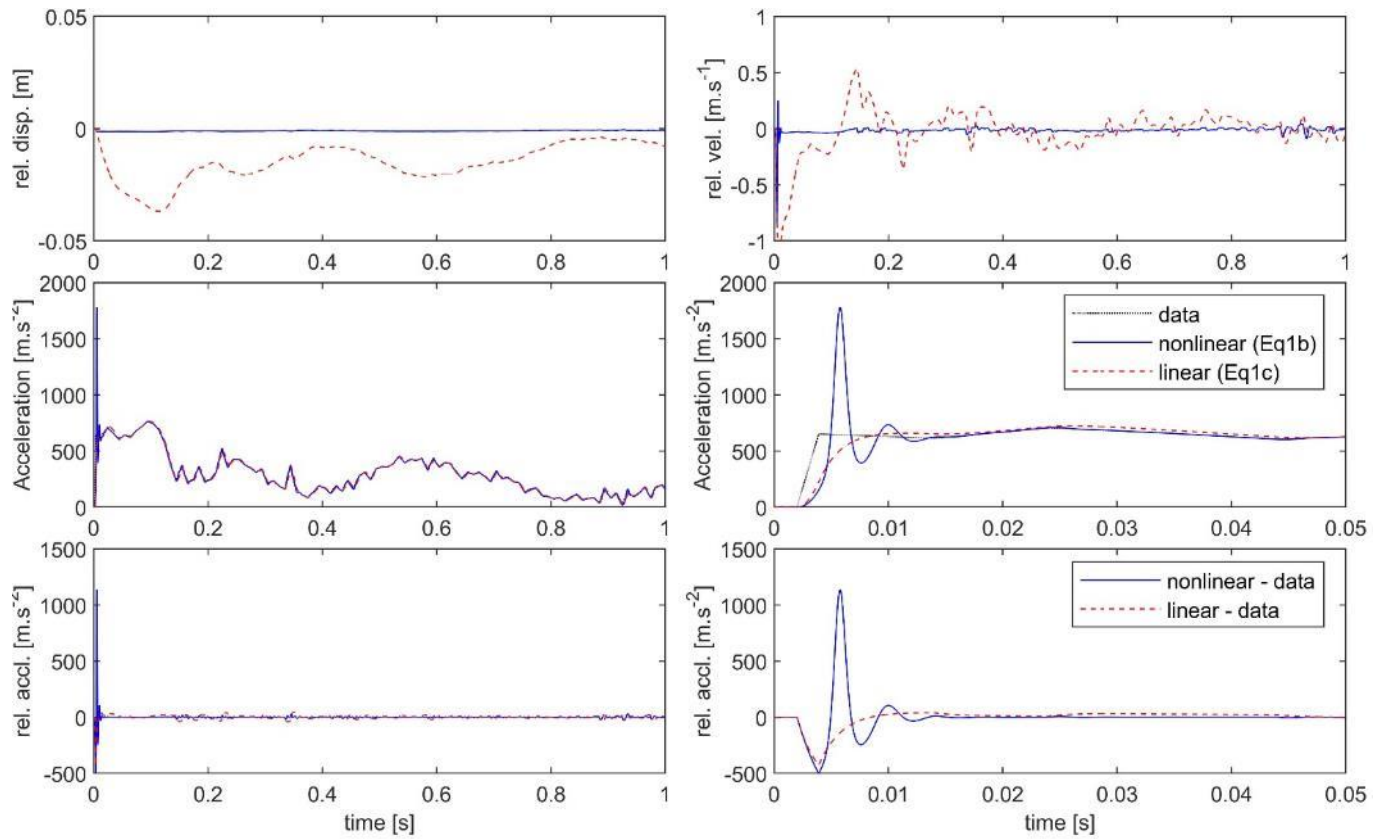 0.05
0
-0.05
rel. disp. [m]
0 0.2 0.4 0.6 0.8 1
1
0.5
0
-0.5
-1
rel. vel. [m.s-1]
0 0.2 0.4 0.6 0.8 1
2000
1500
1000
500
0
Acceleration [m.s-2]
0 0.2 0.4 0.6 0.8 1
2000
1500
1000
500
0
Acceleration [m.s-2]
data
nonlinear (Eq1b)
linear (Eq1c)
0 0.01 0.02 0.03 0.04 0.05
1500
1000
500
0
-500
rel. accl. [m.s-2]
0 0.2 0.4 0.6 0.8 1
time [s]
1500
1000
500
0
-500
rel. accl. [m.s-2]
nonlinear - data
linear - data
0 0.01 0.02 0.03 0.04 0.05
time [s]